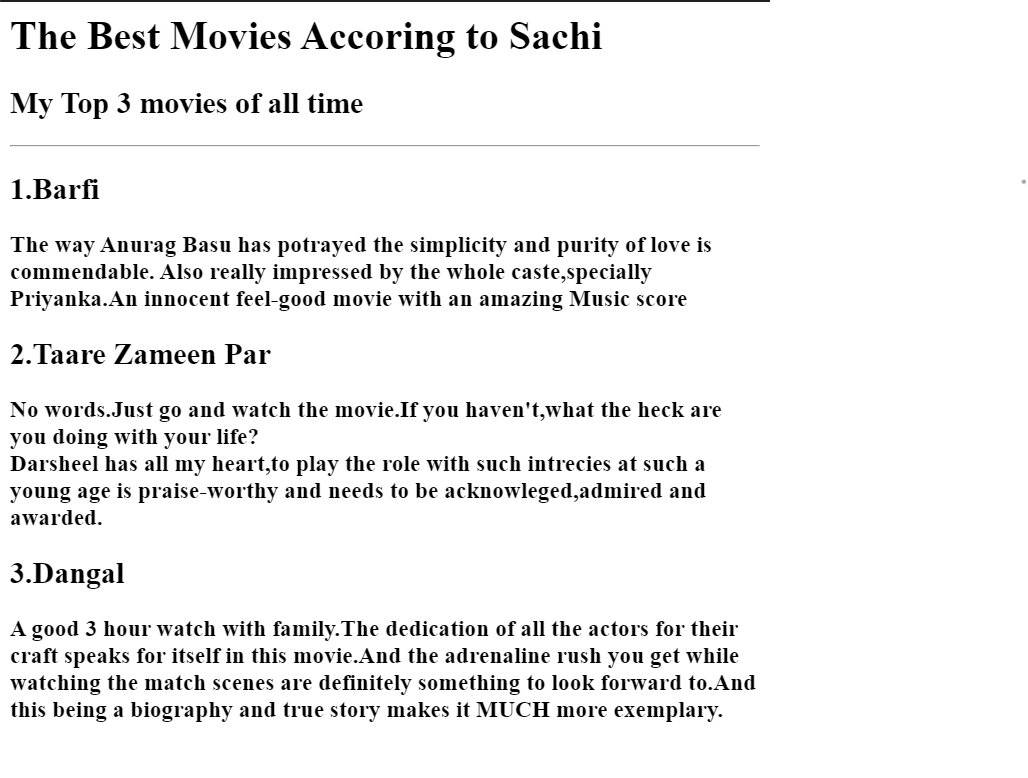 The Best Movies Accoring to Sachi
My Top 3 movies of all time
1.Barfi
The way Anurag Basu has potrayed the simplicity and purity of love is
commendable. Also really impressed by the whole caste,specially
Priyanka.An innocent feel-good movie with an amazing Music score
2.Taare Zameen Par
No words.Just go and watch the movie.If you haven't,what the heck are
you doing with your life?
Darsheel has all my heart,to play the role with such intrecies at such a
young age is praise-worthy and needs to be acknowleged,admired and
awarded.
3.Dangal
A good 3 hour watch with family.The dedication of all the actors for their
craft speaks for itself in this movie.And the adrenaline rush you get while
watching the match scenes are definitely something to look forward to.And
this being a biography and true story makes it MUCH more exemplary.